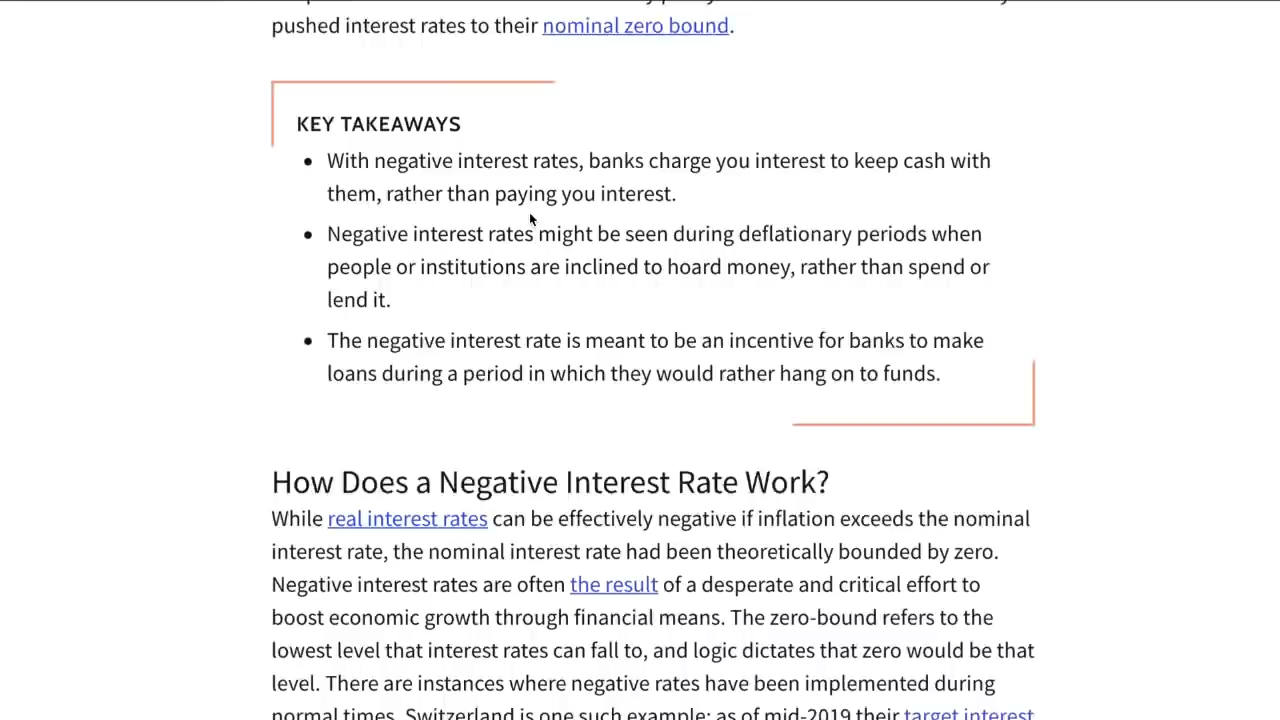 pushed interest rates to their nominal zero bound.
KEY TAKEAWAYS
• With negative interest rates, banks charge you interest to keep cash with
them, rather than paying you interest.
• Negative interest rates might be seen during deflationary periods when
people or institutions are inclined to hoard money, rather than spend or
lend it.
• The negative interest rate is meant to be an incentive for banks to make
loans during a period in which they would rather hang on to funds.
How Does a Negative Interest Rate Work?
While real interest rates can be effectively negative if inflation exceeds the nominal
interest rate, the nominal interest rate had been theoretically bounded by zero.
Negative interest rates are often the result of a desperate and critical effort to
boost economic growth through financial means. The zero-bound refers to the
lowest level that interest rates can fall to, and logic dictates that zero would be that
level. There are instances where negative rates have been implemented during
normal times. Switzerland is one such example; as of mid-2019 their target interest